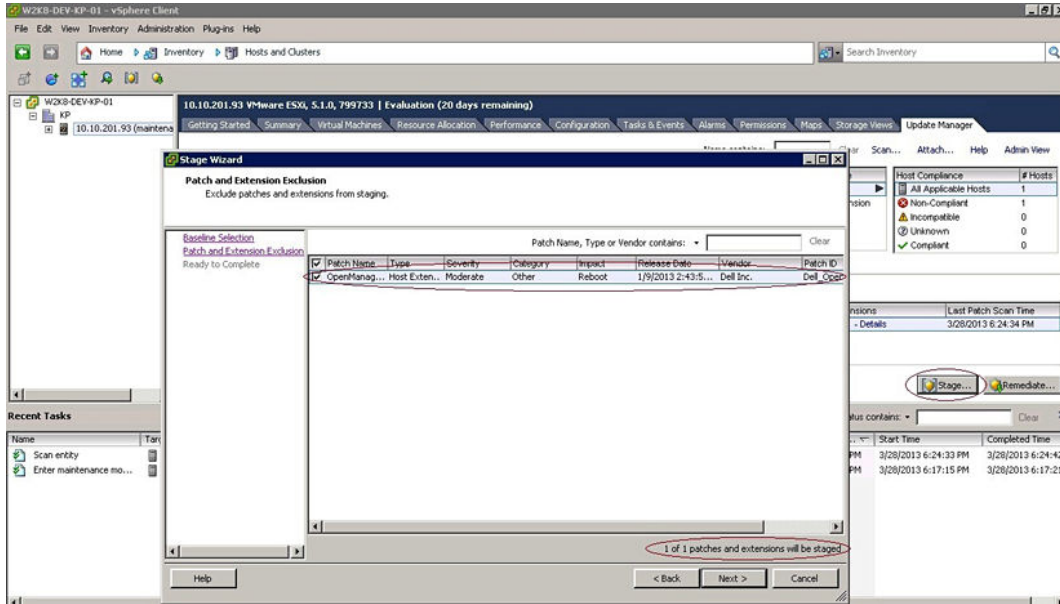 W2K8-DEV-KP-01 - vSphere Client
File Edit View Inventory Administration Plug-ins Help
Home Inventory Hosts and Clusters
Search Inventory
W2K8-DEV-KP-01
KP
10.10.201.93 (maintena
10.10.201.93 VMware ESXi, 5.1.0, 799733 | Evaluation (20 days remaining)
Getting Started Summary Virtual Machines Resource Allocation Performance Configuration Tasks & Events Alarms Permissions Maps Storage Views Update Manager
Clear Scan... Attach... Help Admin View
Stage Wizard
Patch and Extension Exclusion
Exclude patches and extensions from staging.
Baseline Selection
Patch and Extension Exclusion
Ready to Complete
Patch Name, Type or Vendor contains: Clear
Patch Name Type Severity Category Impact Release Date Vendor Patch ID
OpenManag... Host Exten... Moderate Other Reboot 1/9/2013 2:43:5... Dell Inc. Dell_Open
1 of 1 patches and extensions will be staged
Help < Back Next > Cancel
Host Compliance # Hosts
All Applicable Hosts 1
Non-Compliant 1
Incompatible 0
Unknown 0
Compliant 0
nsion
nsions Last Patch Scan Time
- Details 3/28/2013 6:24:34 PM
Stage... Remediate...
Recent Tasks
atus contains: Clear
Name Tar
Start Time Completed Time
Scan entity
PM 3/28/2013 6:24:33 PM 3/28/2013 6:24:42
Enter maintenance mo...
PM 3/28/2013 6:17:15 PM 3/28/2013 6:17:21